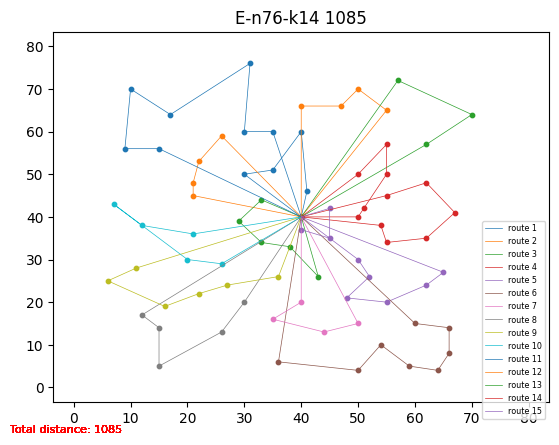 E-n76-k14 1085
80
70
60
50
40
30
20
10
0
0 10 20 30 40 50 60 70 80
route 1
route 2
route 3
route 4
route 5
route 6
route 7
route 8
route 9
route 10
route 11
route 12
route 13
route 14
route 15
Total distance: 1085